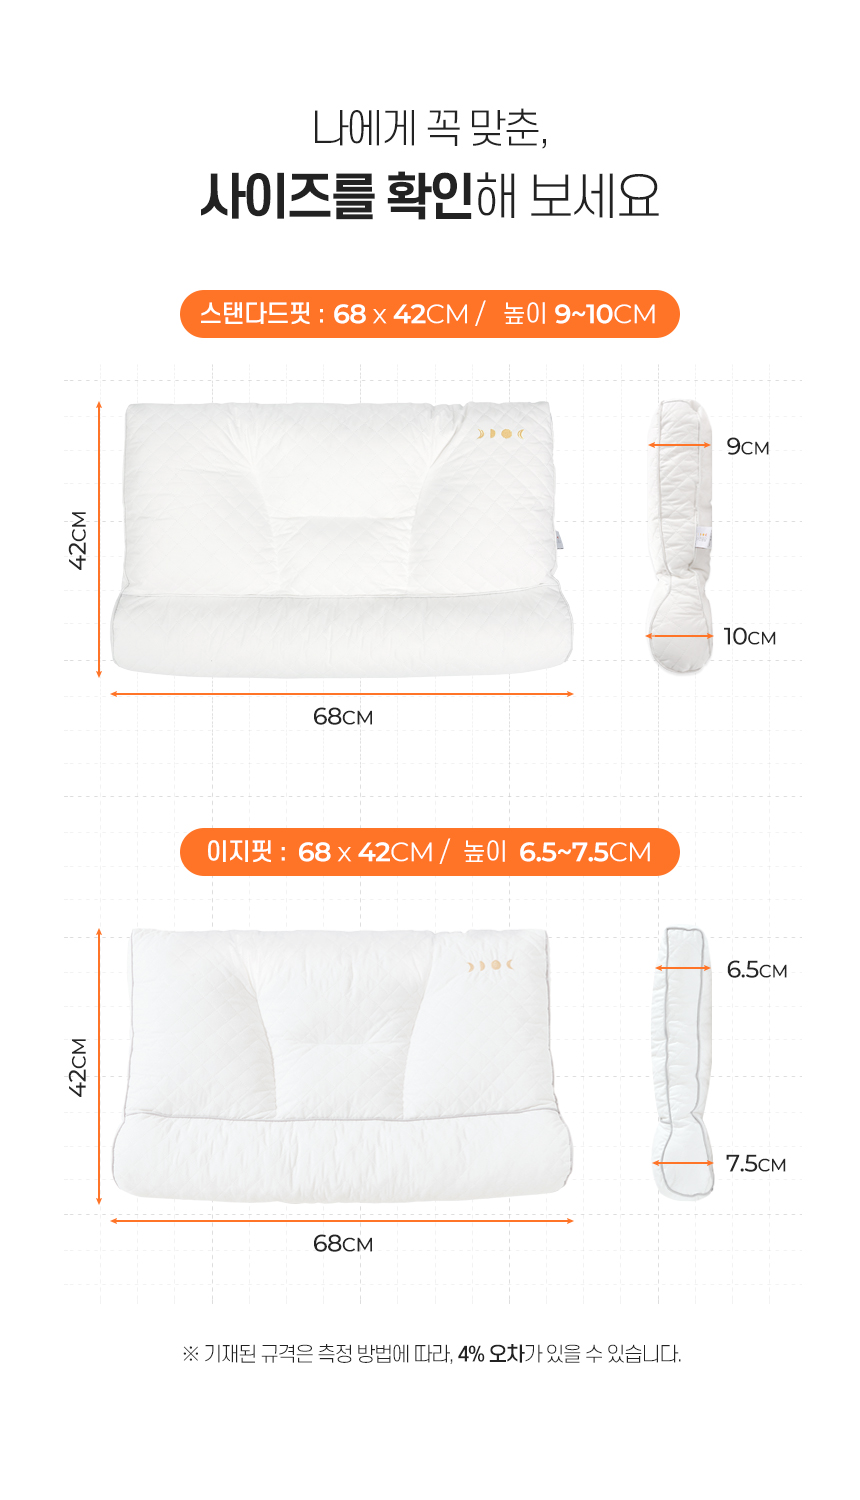 나에게 꼭 맞춘,
사이즈를 확인해 보세요
스탠다드핏 : 68 x 42CM / 높이 9~10CM
9CM
42CM
10CM
68CM
이지핏 : 68 x 42CM / 높이 6.5~7.5CM
6.5CM
42CM
7.5CM
68CM
※ 기재된 규격은 측정 방법에 따라, 4% 오차가 있을 수 있습니다.